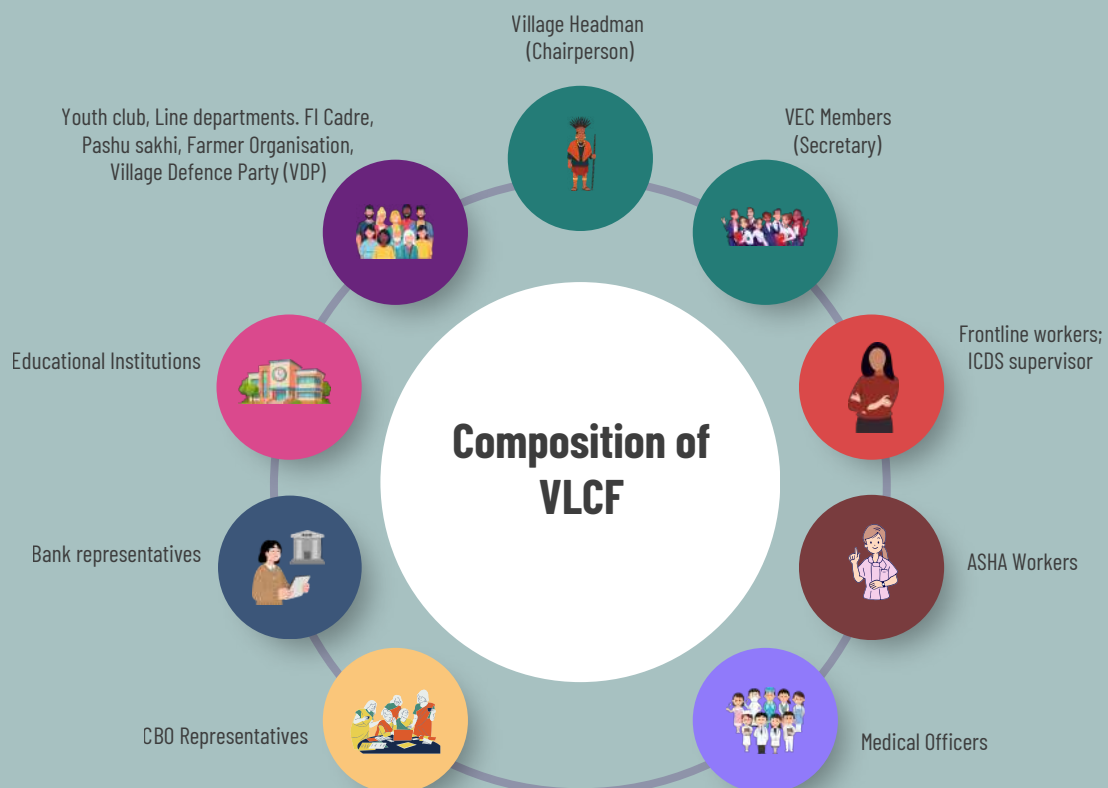 Village Headman
(Chairperson)
VEC Members
(Secretary)
Frontline workers;
ICDS supervisor
ASHA Workers
Medical Officers
CBO Representatives
Bank representatives
Educational Institutions
Youth club, Line departments. FI Cadre,
Pashu sakhi, Farmer Organisation,
Village Defence Party (VDP)
Composition of
VLCF